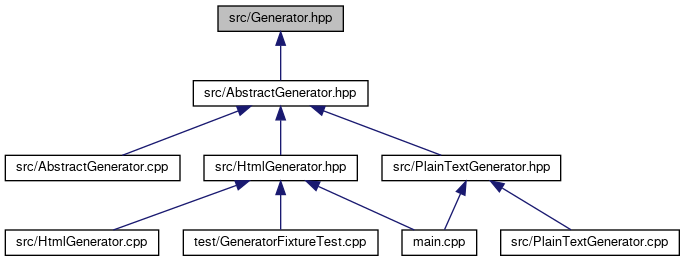 src/Generator.hpp
src/AbstractGenerator.hpp
src/AbstractGenerator.cpp
src/HtmlGenerator.hpp
src/PlainTextGenerator.hpp
src/HtmlGenerator.cpp
test/GeneratorFixtureTest.cpp
main.cpp
src/PlainTextGenerator.cpp